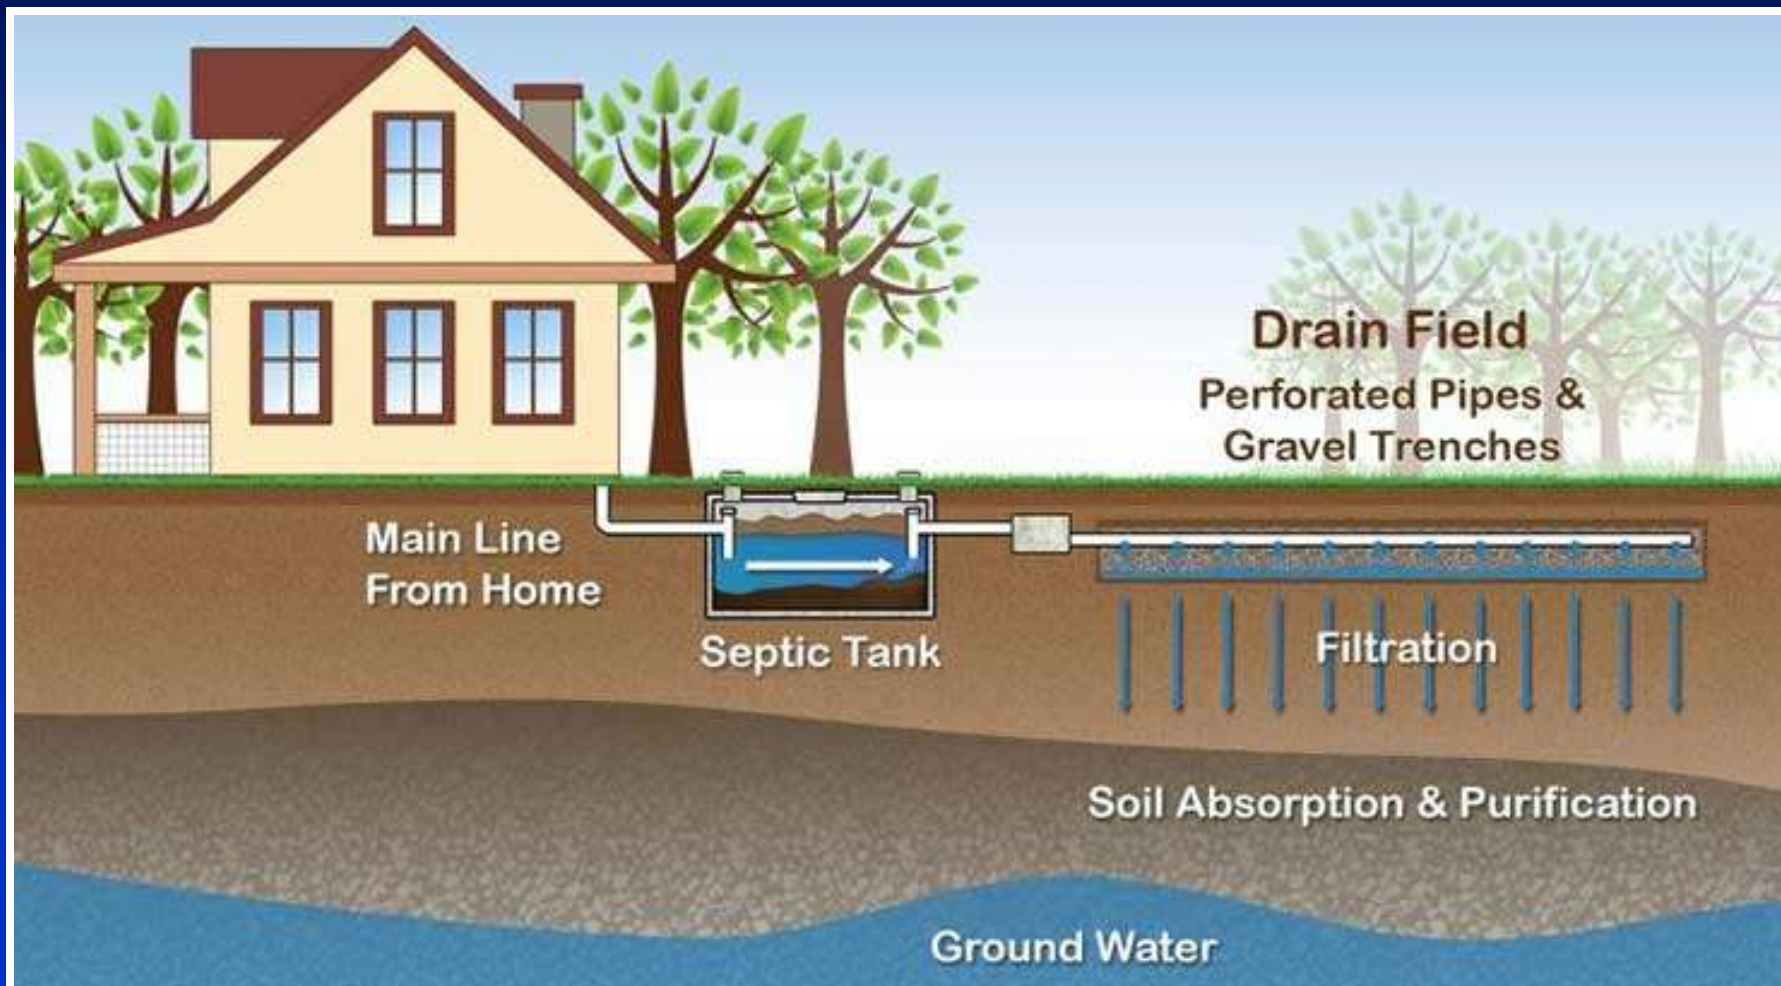 Drain Field
Perforated Pipes &
Gravel Trenches
Main Line
From Home
Septic Tank
Filtration
Soil Absorption & Purification
Ground Water